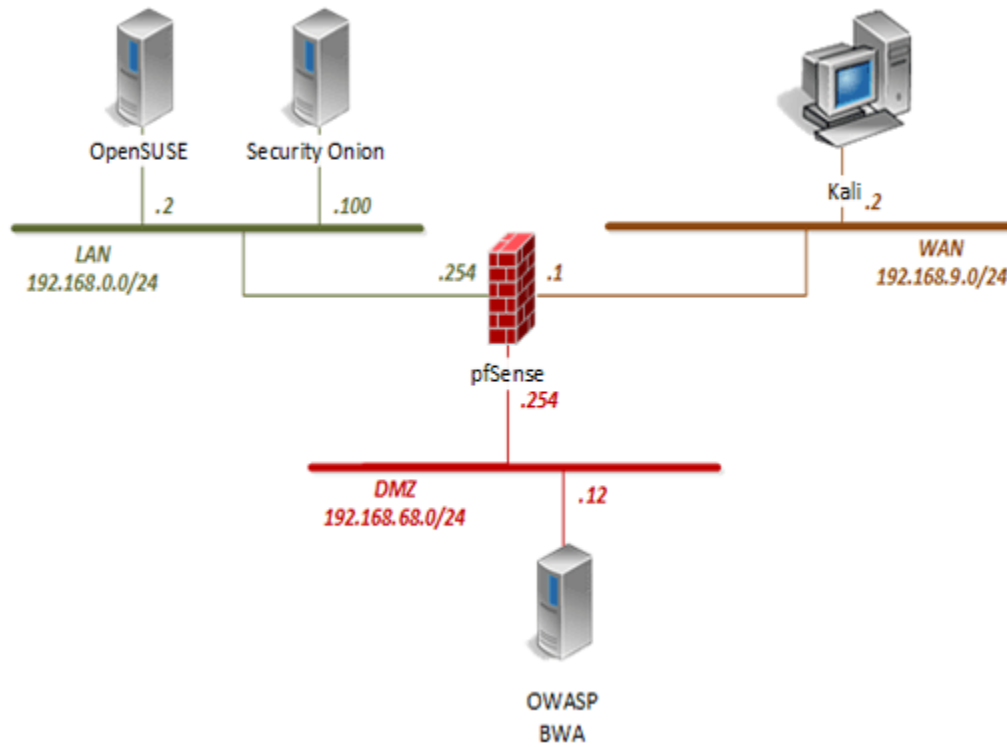 OpenSUSE
Security Onion
.2
.100
LAN
192.168.0.0/24
.254
Kali
.2
WAN
192.168.9.0/24
.1
pfSense
.254
DMZ
192.168.68.0/24
.12
OWASP
BWA